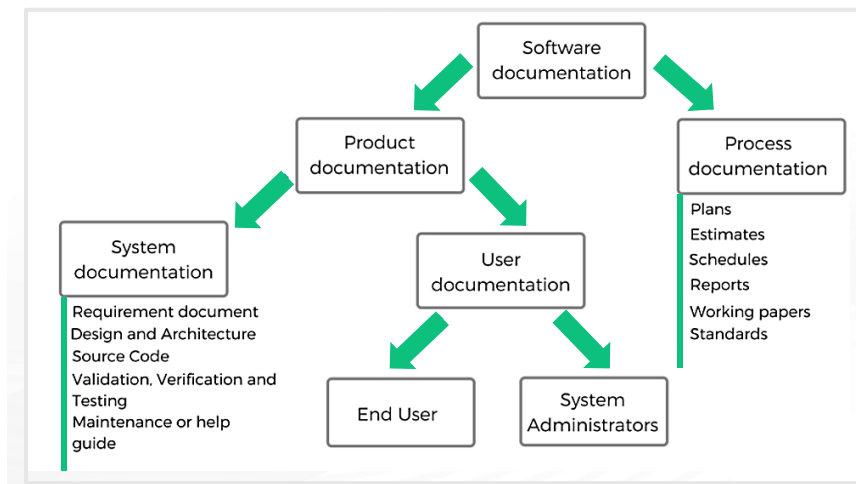 Software
documentation
Product
documentation
Process
documentation
Plans
Estimates
Schedules
Reports
Working papers
Standards
System
documentation
Requirement document
Design and Architecture
Source Code
Validation, Verification and
Testing
Maintenance or help
guide
User
documentation
End User
System
Administrators